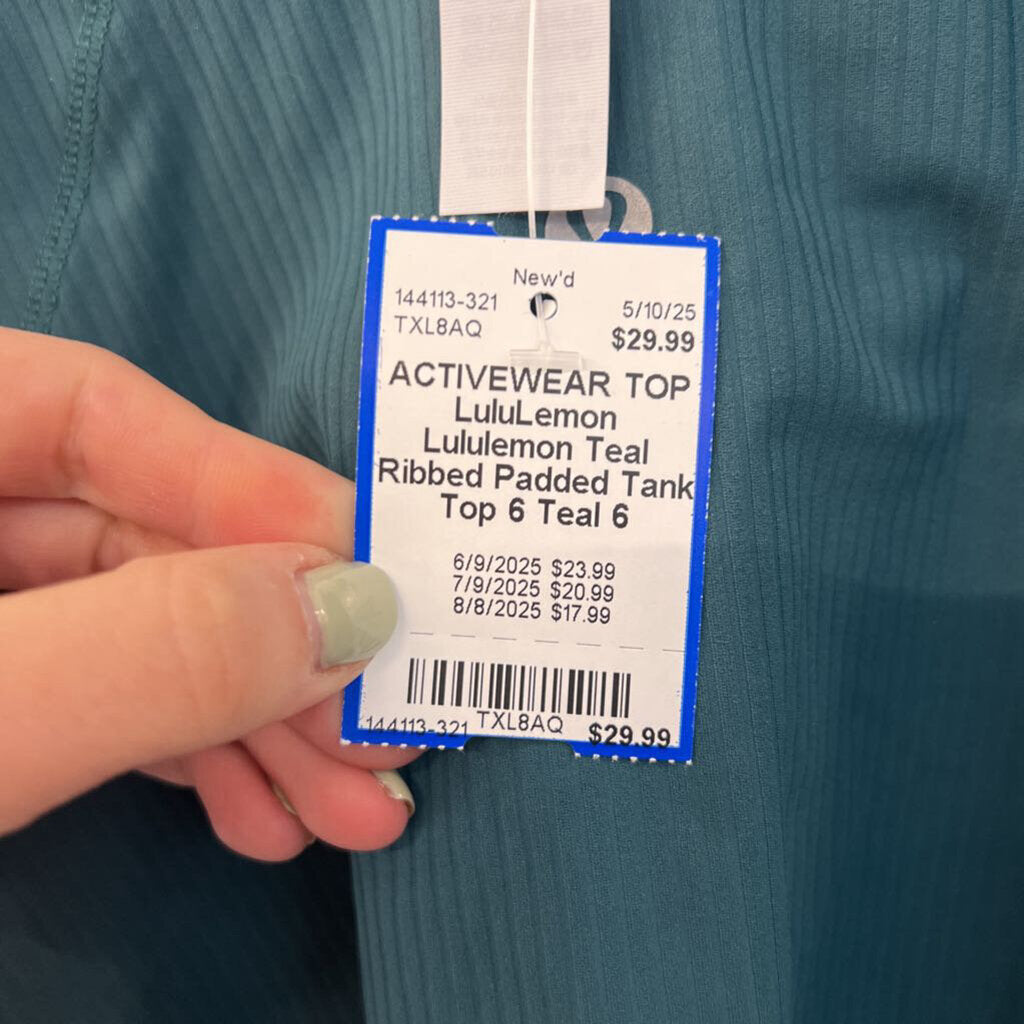 New'd
144113-321
5/10/25
TXL8AQ
$29.99
ACTIVEWEAR TOP
LuluLemon
Lululemon Teal
Ribbed Padded Tank
Top 6 Teal 6
6/9/2025 $23.99
7/9/2025 $20.99
8/8/2025 $17.99
144113-321 TXL8AQ $29.99